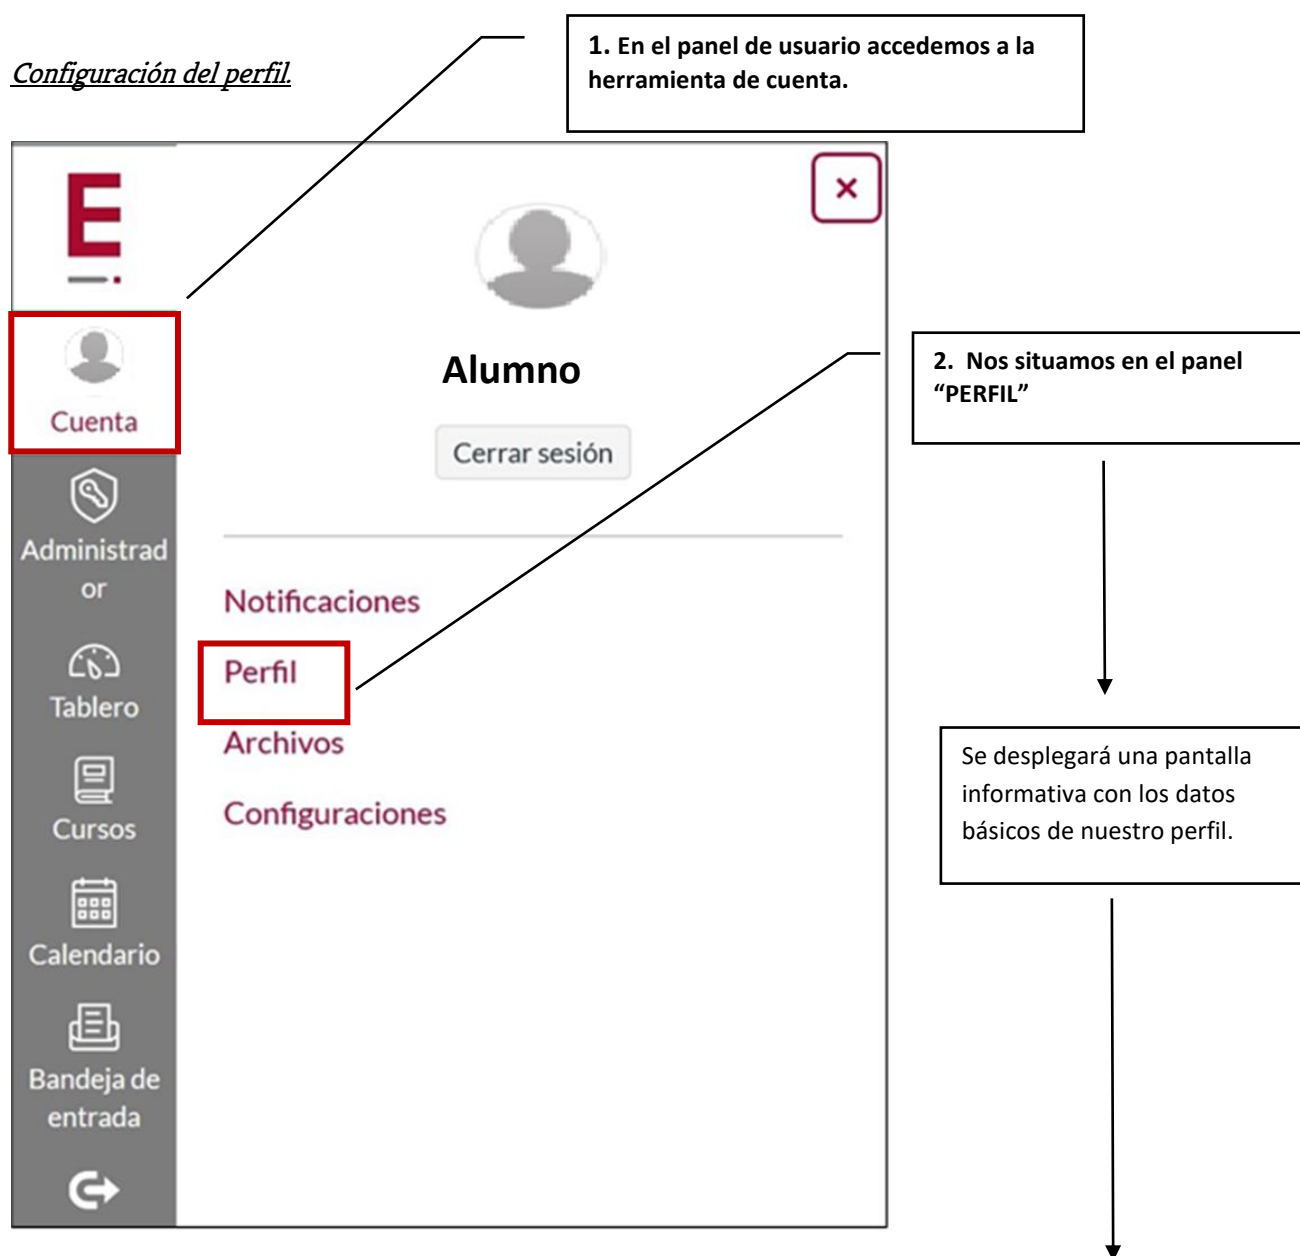 Configuración del perfil.
1. En el panel de usuario accedemos a la
herramienta de cuenta.
E
Cuenta
Administrad
or
Tablero
Cursos
Calendario
Bandeja de
entrada
Alumno
Cerrar sesión
Notificaciones
Perfil
Archivos
Configuraciones
2. Nos situamos en el panel
“PERFIL”
Se desplegará una pantalla
informativa con los datos
básicos de nuestro perfil.